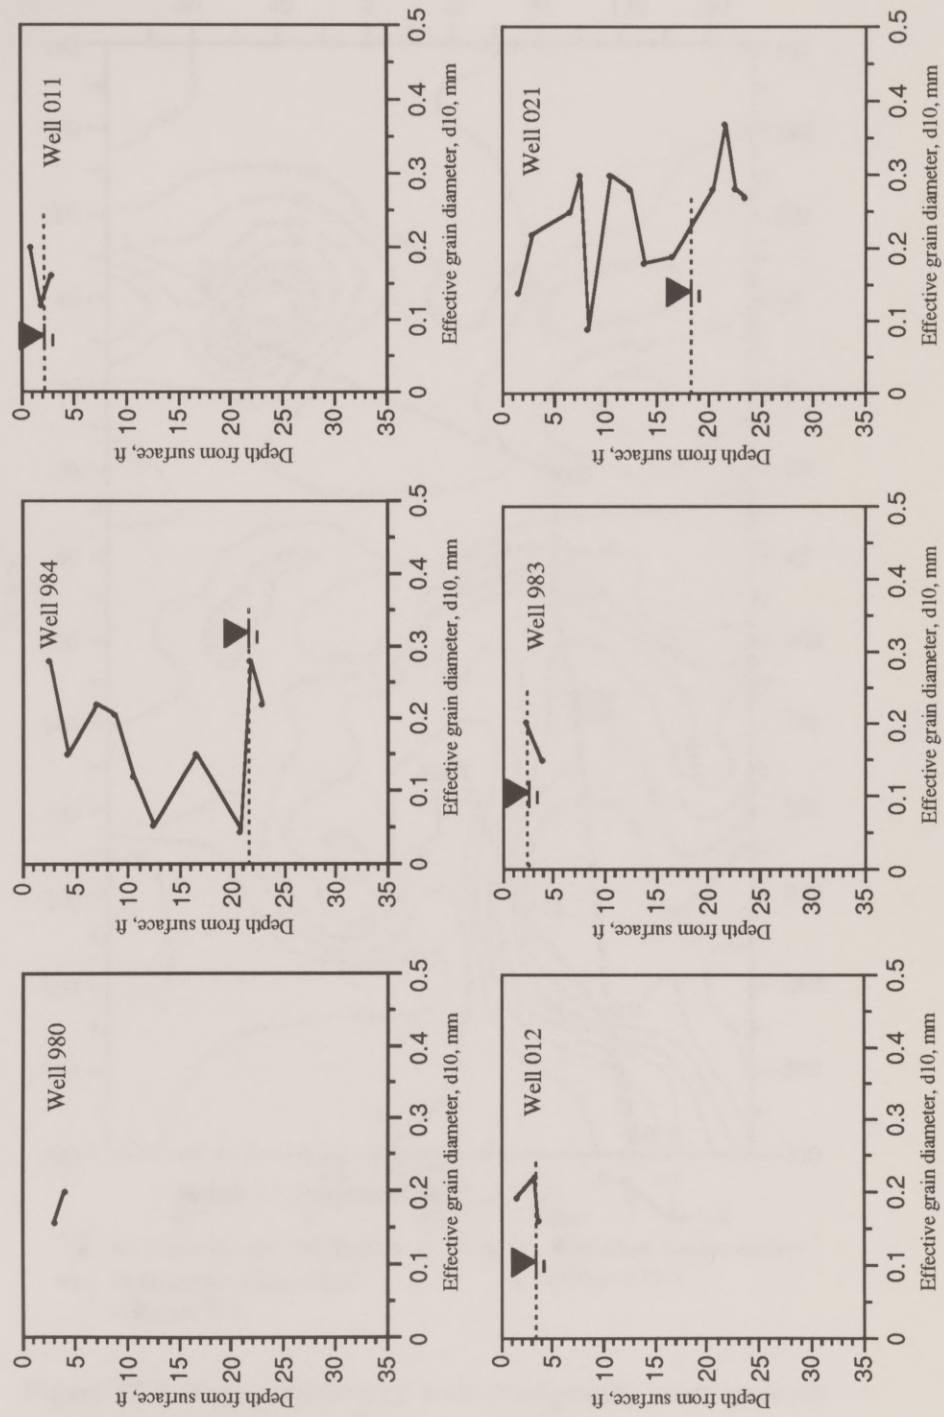 Well 980
Depth from surface, ft
0
5
10
15
20
25
30
35
0 0.1 0.2 0.3 0.4 0.5
Effective grain diameter, d10, mm
Well 984
Depth from surface, ft
0
5
10
15
20
25
30
35
0 0.1 0.2 0.3 0.4 0.5
Effective grain diameter, d10, mm
Well 011
Depth from surface, ft
0
5
10
15
20
25
30
35
0 0.1 0.2 0.3 0.4 0.5
Effective grain diameter, d10, mm
Well 012
Depth from surface, ft
0
5
10
15
20
25
30
35
0 0.1 0.2 0.3 0.4 0.5
Effective grain diameter, d10, mm
Well 983
Depth from surface, ft
0
5
10
15
20
25
30
35
0 0.1 0.2 0.3 0.4 0.5
Effective grain diameter, d10, mm
Well 021
Depth from surface, ft
0
5
10
15
20
25
30
35
0 0.1 0.2 0.3 0.4 0.5
Effective grain diameter, d10, mm